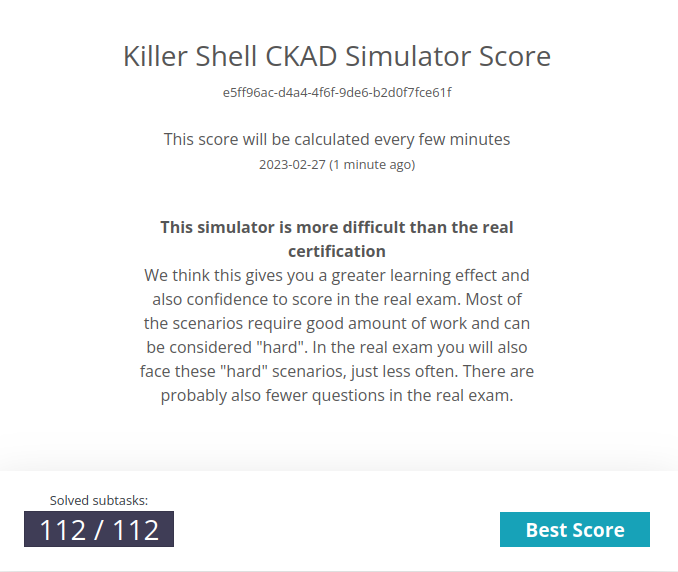 Killer Shell CKAD Simulator Score
e5ff96ac-d4a4-4f6f-9de6-b2d0f7fce61f
This score will be calculated every few minutes
2023-02-27 (1 minute ago)
This simulator is more difficult than the real
certification
We think this gives you a greater learning effect and
also confidence to score in the real exam. Most of
the scenarios require good amount of work and can
be considered "hard". In the real exam you will also
face these "hard" scenarios, just less often. There are
probably also fewer questions in the real exam.
Solved subtasks:
112 / 112
Best Score